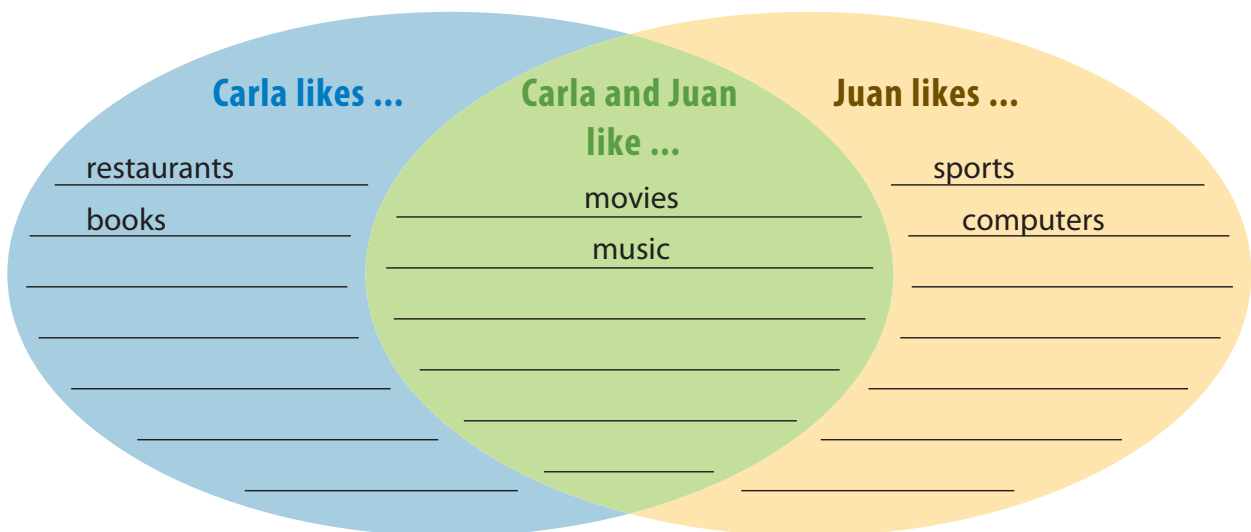 Carla likes ...
restaurants
books
Carla and Juan
like ...
movies
music
Juan likes ...
sports
computers